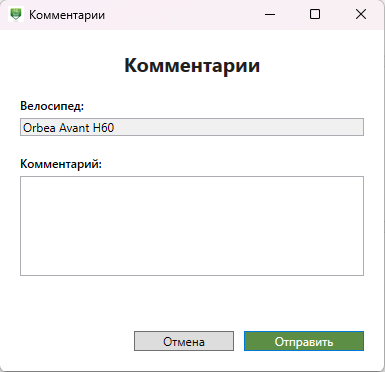 Комментарии
Комментарии
Велосипед:
Orbea Avant H60
Комментарий:
Отмена
Отправить